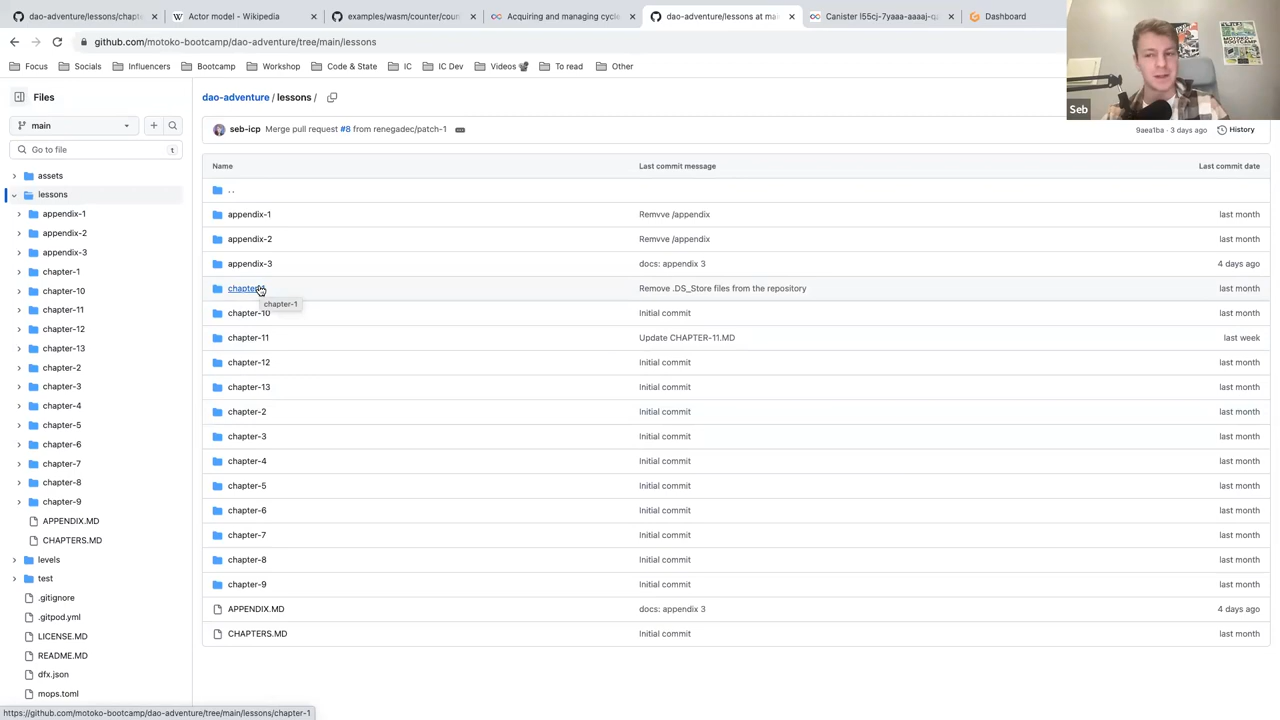 dao-adventure/lessons/chapt
Actor model - Wikipedia
examples/wasm/counter/coun
Acquiring and managing cycle
dao-adventure/lessons at mai
Canister l55cj-7yaaa-aaaaj-qa
Dashboard
github.com/motoko-bootcamp/dao-adventure/tree/main/lessons
Focus Socials Influencers Bootcamp Workshop Code & State IC IC Dev Videos To read Other
Seb
Files
dao-adventure / lessons /
main
seb-icp Merge pull request #8 from renegadec/patch-1
9aea1ba · 3 days ago History
Go to file t
Name Last commit message Last commit date
assets
lessons
appendix-1
appendix-2
appendix-3
chapter-1
chapter-10
chapter-11
chapter-12
chapter-13
chapter-2
chapter-3
chapter-4
chapter-5
chapter-6
chapter-7
chapter-8
chapter-9
APPENDIX.MD
CHAPTERS.MD
levels
test
.gitignore
.gitpod.yml
LICENSE.MD
README.MD
dfx.json
mops.toml
..
appendix-1 Remvve /appendix last month
appendix-2 Remvve /appendix last month
appendix-3 docs: appendix 3 4 days ago
chapter-1 Remove .DS_Store files from the repository last month
chapter-1
chapter-10 Initial commit last month
chapter-11 Update CHAPTER-11.MD last week
chapter-12 Initial commit last month
chapter-13 Initial commit last month
chapter-2 Initial commit last month
chapter-3 Initial commit last month
chapter-4 Initial commit last month
chapter-5 Initial commit last month
chapter-6 Initial commit last month
chapter-7 Initial commit last month
chapter-8 Initial commit last month
chapter-9 Initial commit last month
APPENDIX.MD docs: appendix 3 4 days ago
CHAPTERS.MD Initial commit last month
https://github.com/motoko-bootcamp/dao-adventure/tree/main/lessons/chapter-1